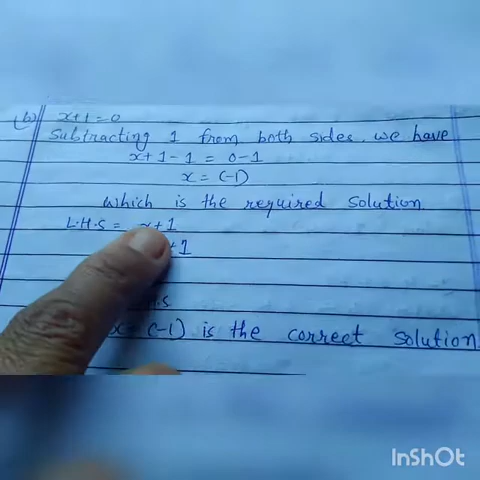 (b) x+1=0
Subtracting 1 from both sides, we have
x+1-1 = 0-1
x = (-1)
which is the required solution.
L.H.S = x+1
+1
.S
x = (-1) is the correct solution
InShOt